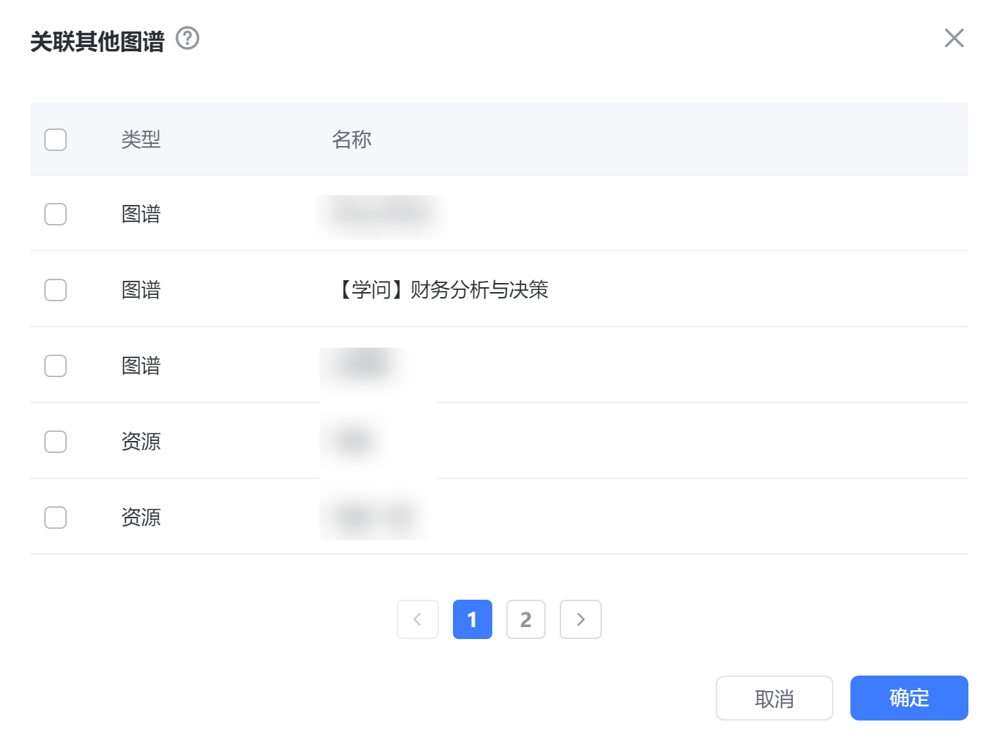 关联其他图谱
类型 名称
图谱
图谱 【学问】财务分析与决策
图谱
资源
资源
1 2
取消 确定